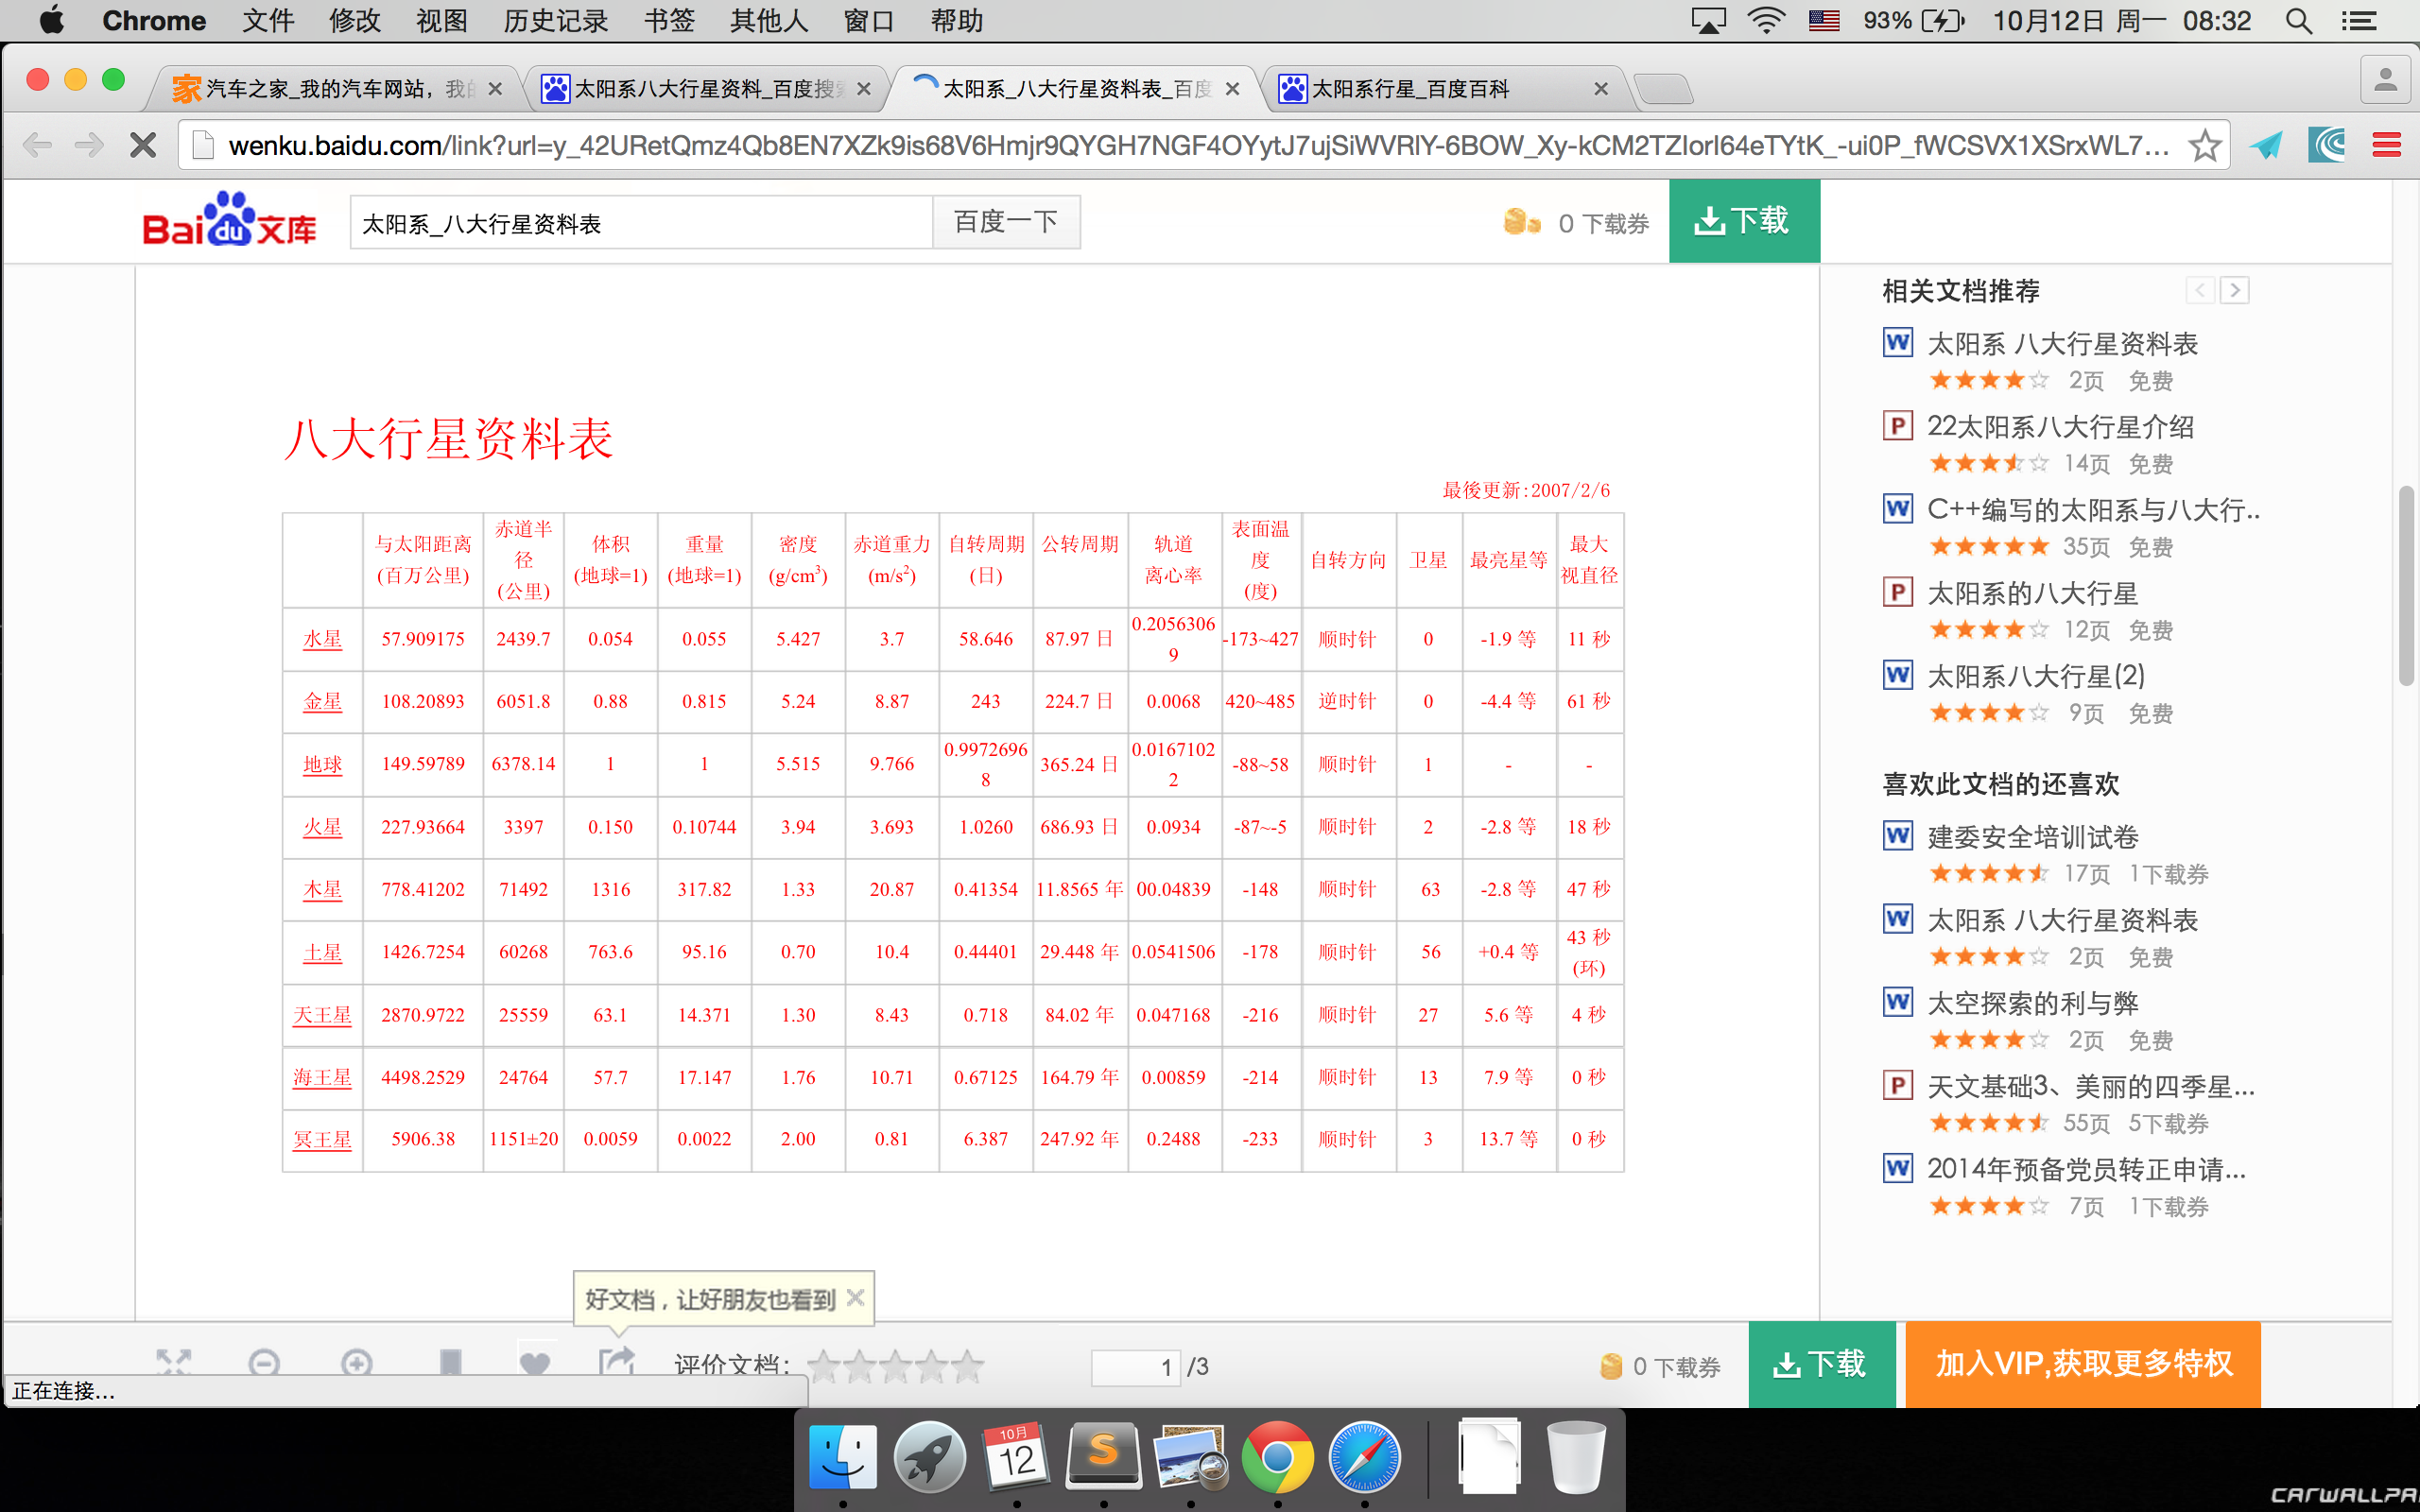 Chrome 文件 修改 视图 历史记录 书签 其他人 窗口 帮助 93% 10月12日 周一 08:32
汽车之家_我的汽车网站，我 太阳系八大行星资料_百度搜 太阳系_八大行星资料表_百度 太阳系行星_百度百科
wenku.baidu.com/link?url=y_42URetQmz4Qb8EN7XZk9is68V6Hmjr9QYGH7NGF4OYytJ7ujSiWVRlY-6BOW_Xy-kCM2TZIorI64eTYtK_-ui0P_fWCSVX1XSrxWL7...
Bai du 文库 太阳系_八大行星资料表 百度一下 0 下载券 下载
八大行星资料表
最後更新:2007/2/6
与太阳距离(百万公里) 赤道半径(公里) 体积(地球=1) 重量(地球=1) 密度(g/cm³) 赤道重力(m/s²) 自转周期(日) 公转周期 轨道离心率 表面温度(度) 自转方向 卫星 最亮星等 最大视直径
水星 57.909175 2439.7 0.054 0.055 5.427 3.7 58.646 87.97 日 0.20563069 -173~427 顺时针 0 -1.9 等 11 秒
金星 108.20893 6051.8 0.88 0.815 5.24 8.87 243 224.7 日 0.0068 420~485 逆时针 0 -4.4 等 61 秒
地球 149.59789 6378.14 1 1 5.515 9.766 0.99726968 365.24 日 0.01671022 -88~58 顺时针 1 - -
火星 227.93664 3397 0.150 0.10744 3.94 3.693 1.0260 686.93 日 0.0934 -87~-5 顺时针 2 -2.8 等 18 秒
木星 778.41202 71492 1316 317.82 1.33 20.87 0.41354 11.8565 年 00.04839 -148 顺时针 63 -2.8 等 47 秒
土星 1426.7254 60268 763.6 95.16 0.70 10.4 0.44401 29.448 年 0.0541506 -178 顺时针 56 +0.4 等 43 秒(环)
天王星 2870.9722 25559 63.1 14.371 1.30 8.43 0.718 84.02 年 0.047168 -216 顺时针 27 5.6 等 4 秒
海王星 4498.2529 24764 57.7 17.147 1.76 10.71 0.67125 164.79 年 0.00859 -214 顺时针 13 7.9 等 0 秒
冥王星 5906.38 1151±20 0.0059 0.0022 2.00 0.81 6.387 247.92 年 0.2488 -233 顺时针 3 13.7 等 0 秒
相关文档推荐 < >
W 太阳系 八大行星资料表
2页 免费
P 22太阳系八大行星介绍
14页 免费
W C++编写的太阳系与八大行..
35页 免费
P 太阳系的八大行星
12页 免费
W 太阳系八大行星(2)
9页 免费
喜欢此文档的还喜欢
W 建委安全培训试卷
17页 1下载券
W 太阳系 八大行星资料表
2页 免费
W 太空探索的利与弊
2页 免费
P 天文基础3、美丽的四季星...
55页 5下载券
W 2014年预备党员转正申请...
7页 1下载券
好文档，让好朋友也看到
评价文档: 1 /3 0 下载券 下载 加入VIP,获取更多特权
正在连接...
10月
12
S
CARWALLPA